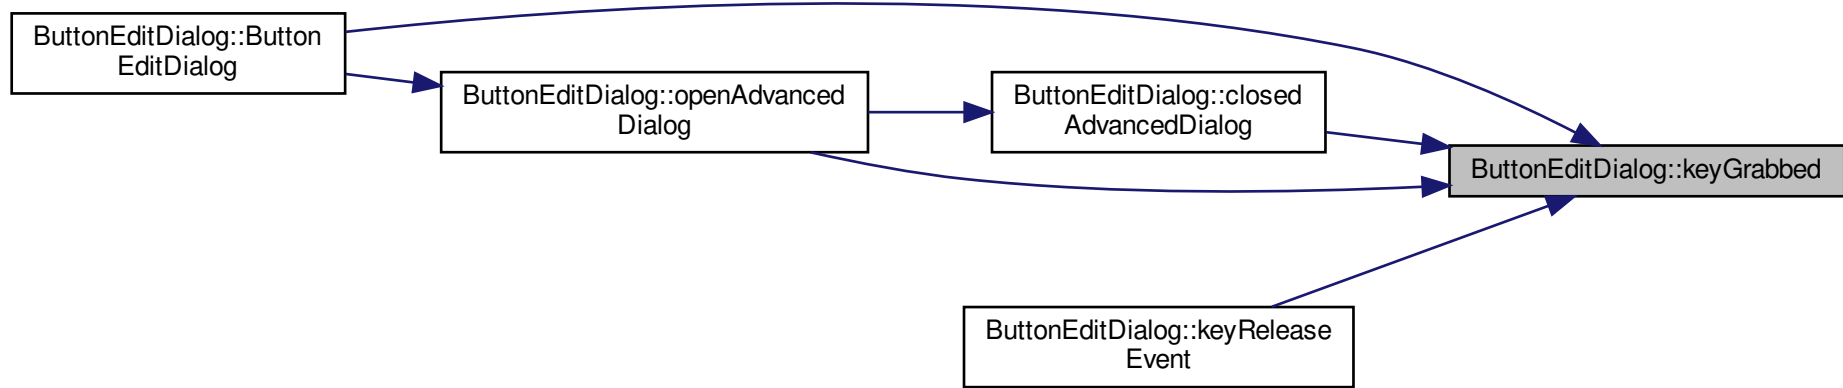 ButtonEditDialog::Button
EditDialog
ButtonEditDialog::openAdvanced
Dialog
ButtonEditDialog::closed
AdvancedDialog
ButtonEditDialog::keyGrabbed
ButtonEditDialog::keyRelease
Event